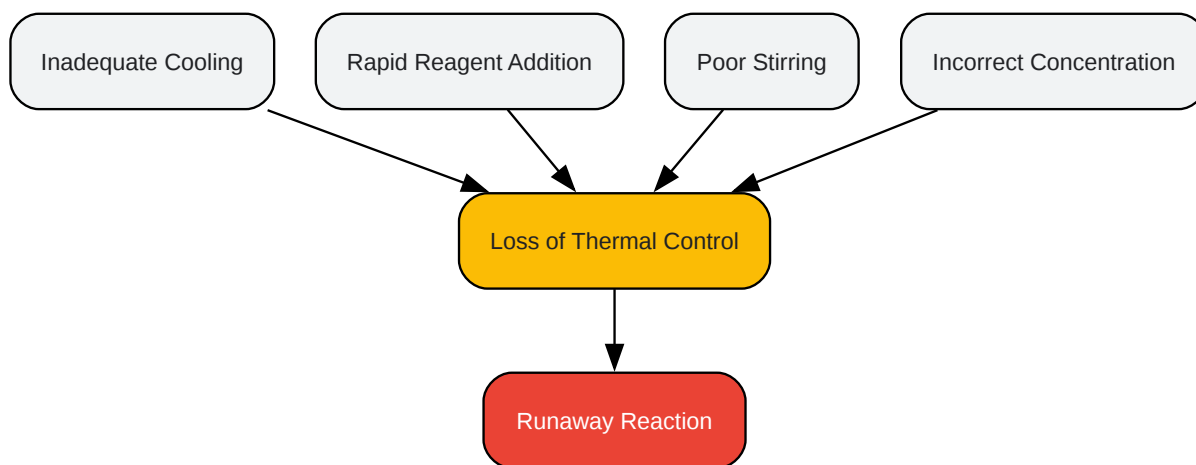 Inadequate Cooling
Rapid Reagent Addition
Poor Stirring
Incorrect Concentration
Loss of Thermal Control
Runaway Reaction